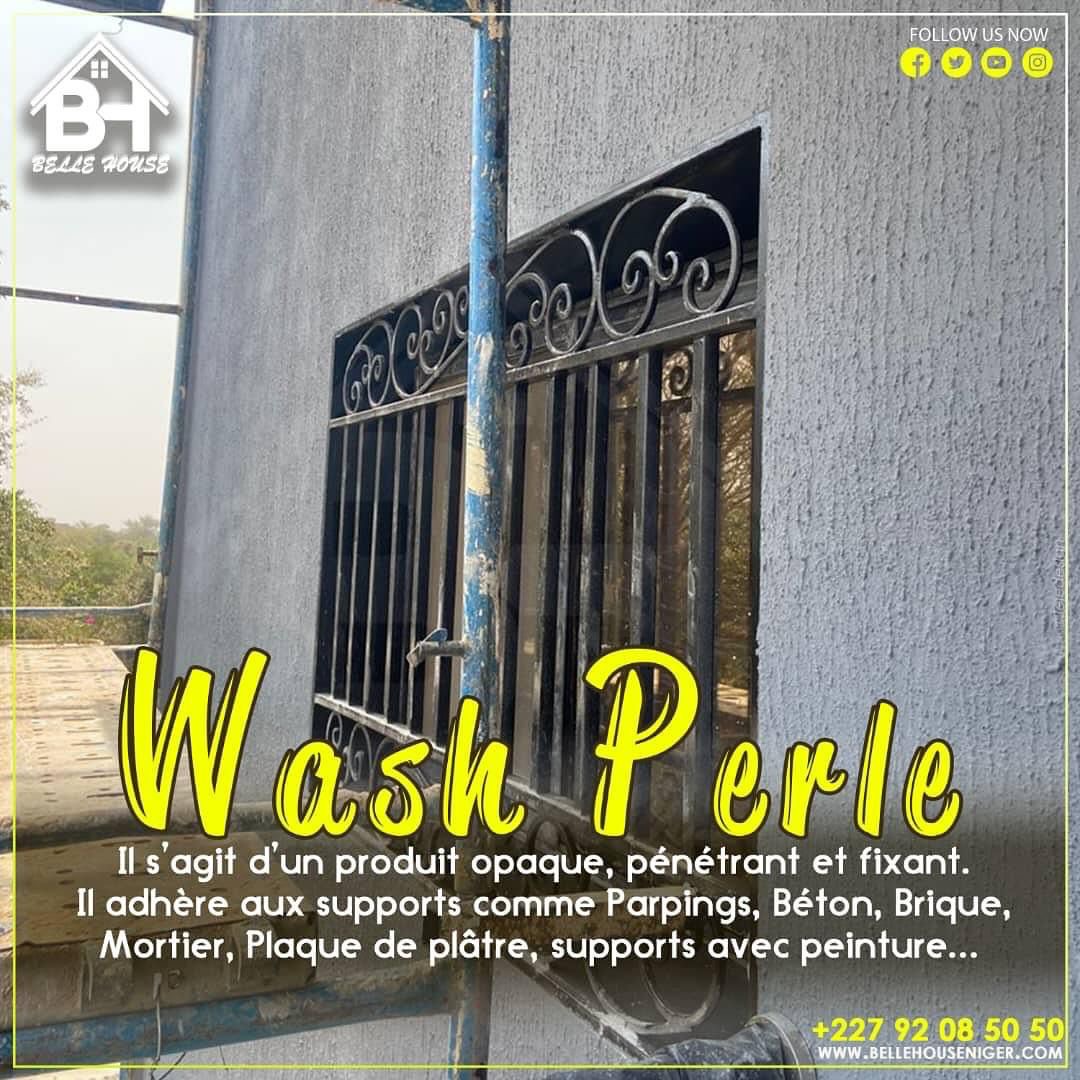 FOLLOW US NOW
BH
BELLE HOUSE
Wash Perle
Il s'agit d'un produit opaque, pénétrant et fixant.
Il adhère aux supports comme Parpings, Béton, Brique,
Mortier, Plaque de plâtre, supports avec peinture...
+227 92 08 50 50
WWW.BELLEHOUSENIGER.COM